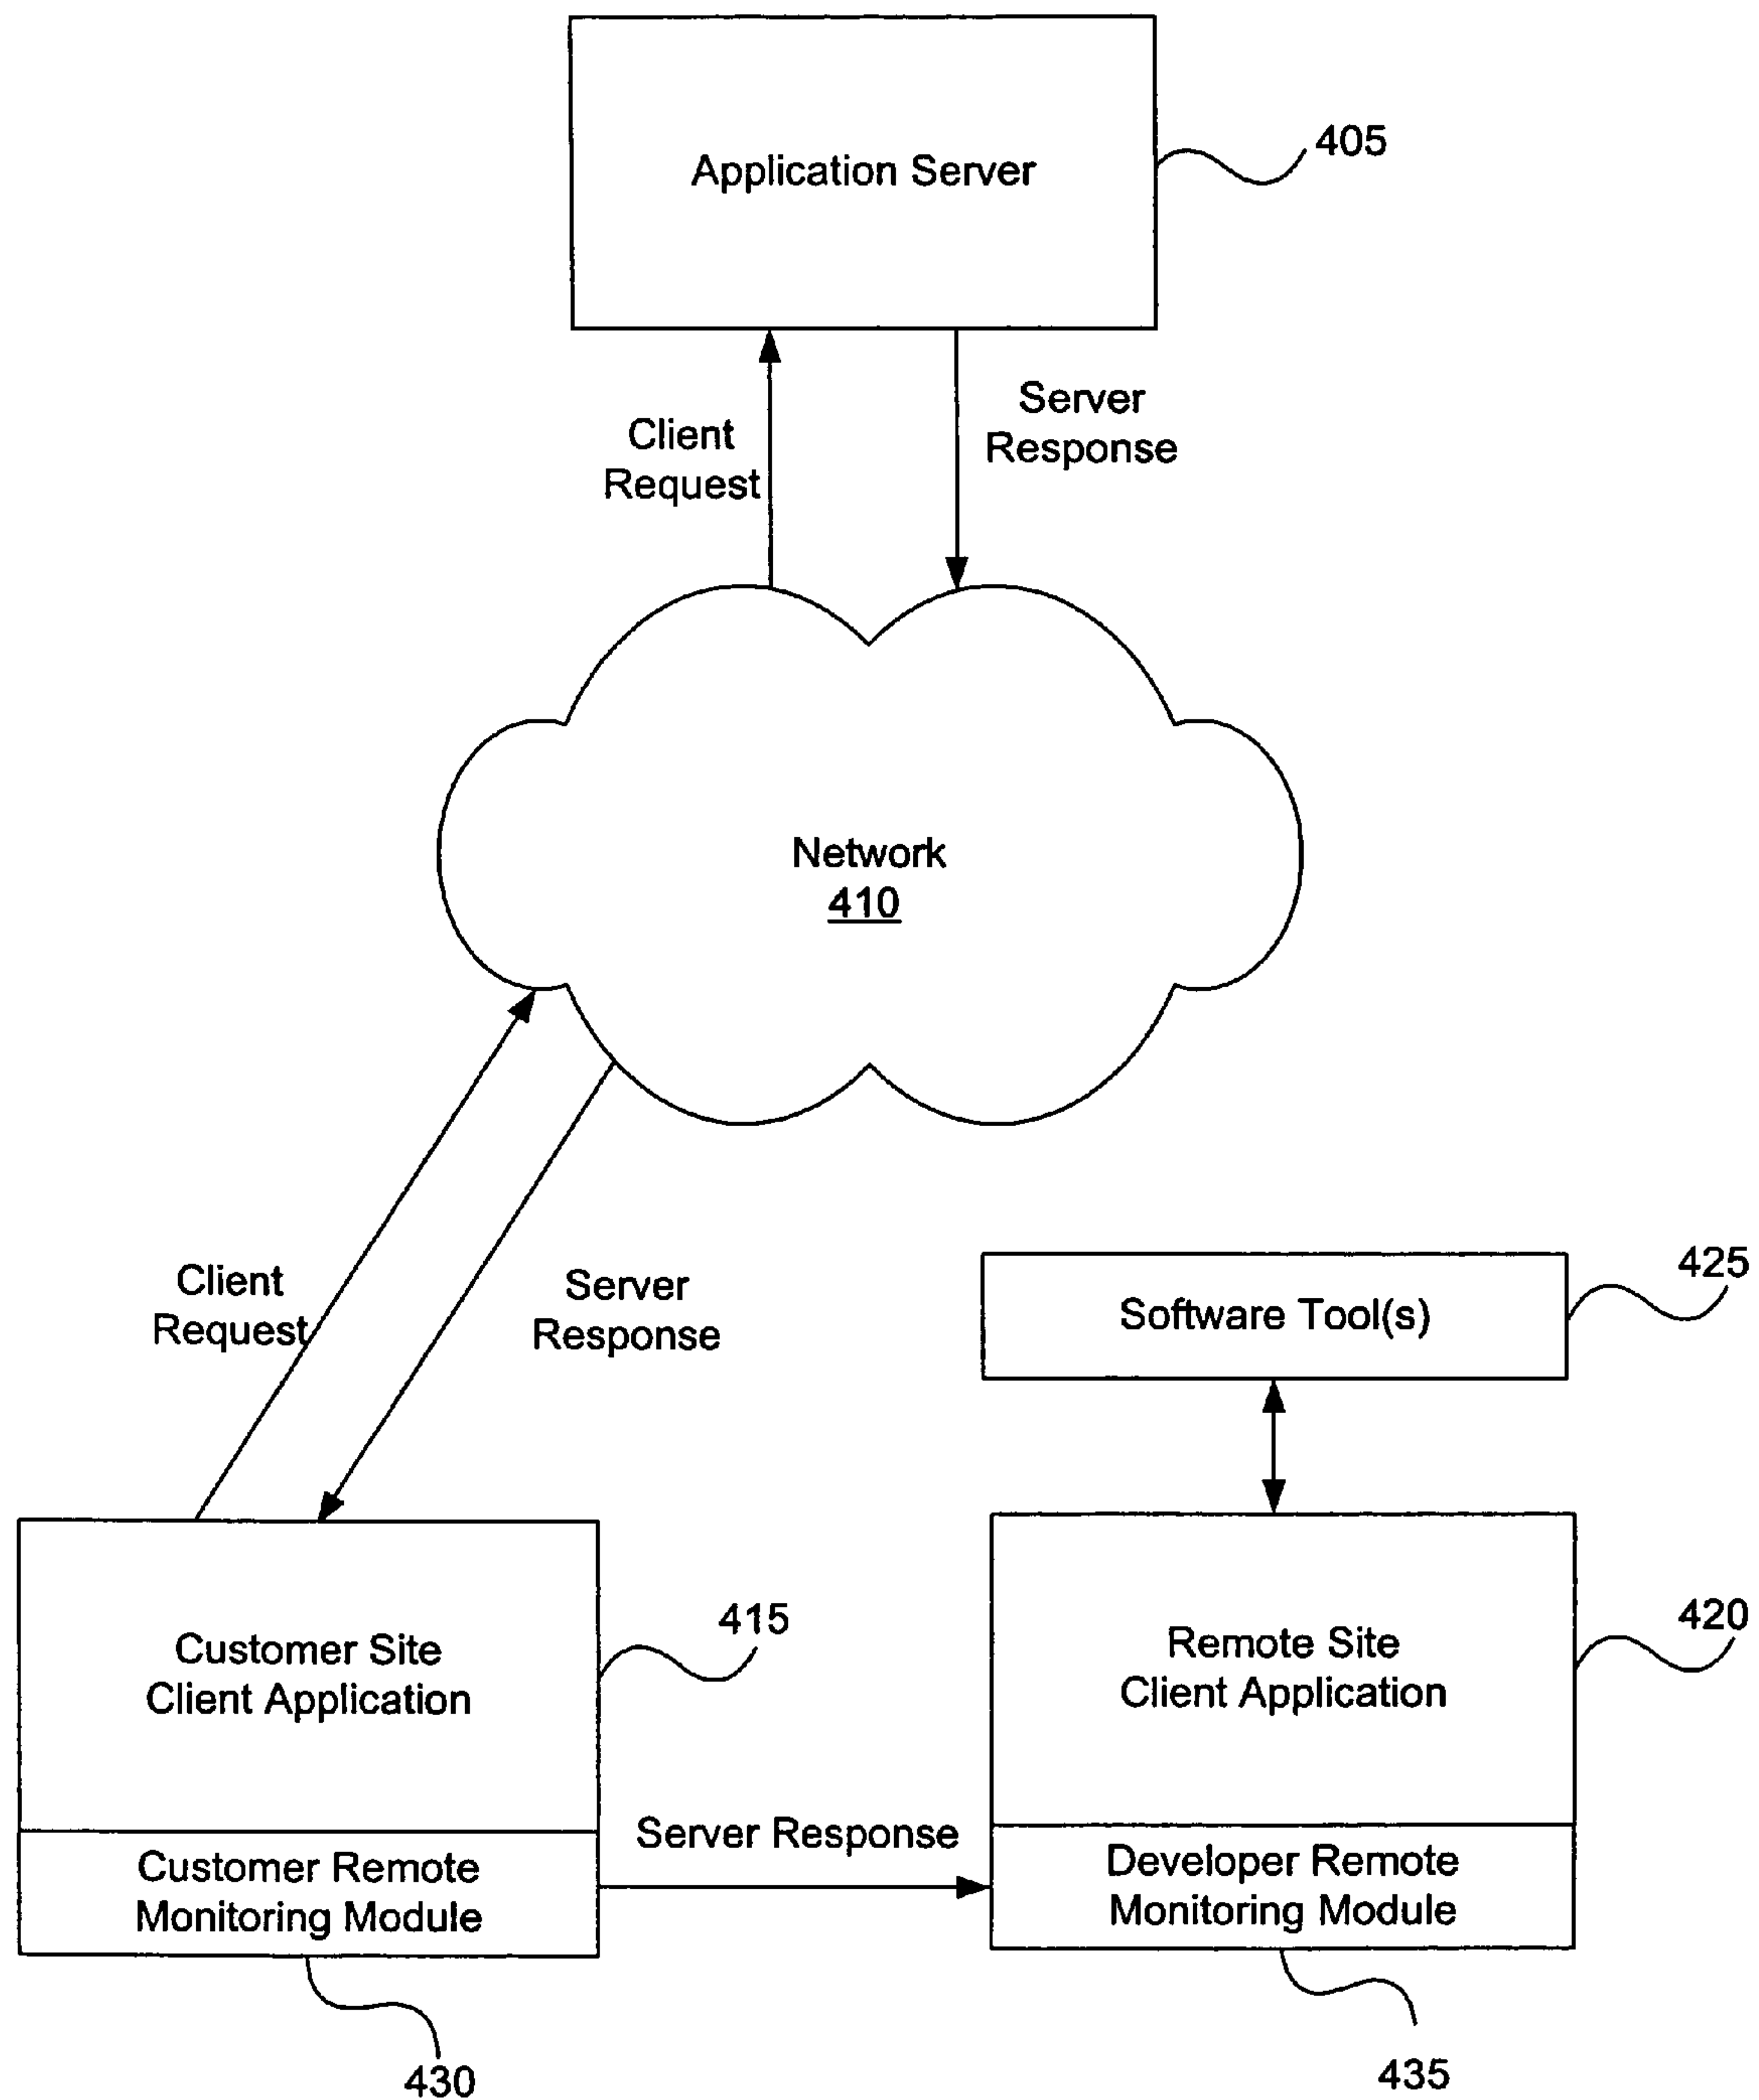 Application Server
405
Client
Request
Server
Response
Network
410
Client
Request
Server
Response
Software Tool(s)
425
Customer Site
Client Application
415
Remote Site
Client Application
420
Server Response
Customer Remote
Monitoring Module
Developer Remote
Monitoring Module
430
435